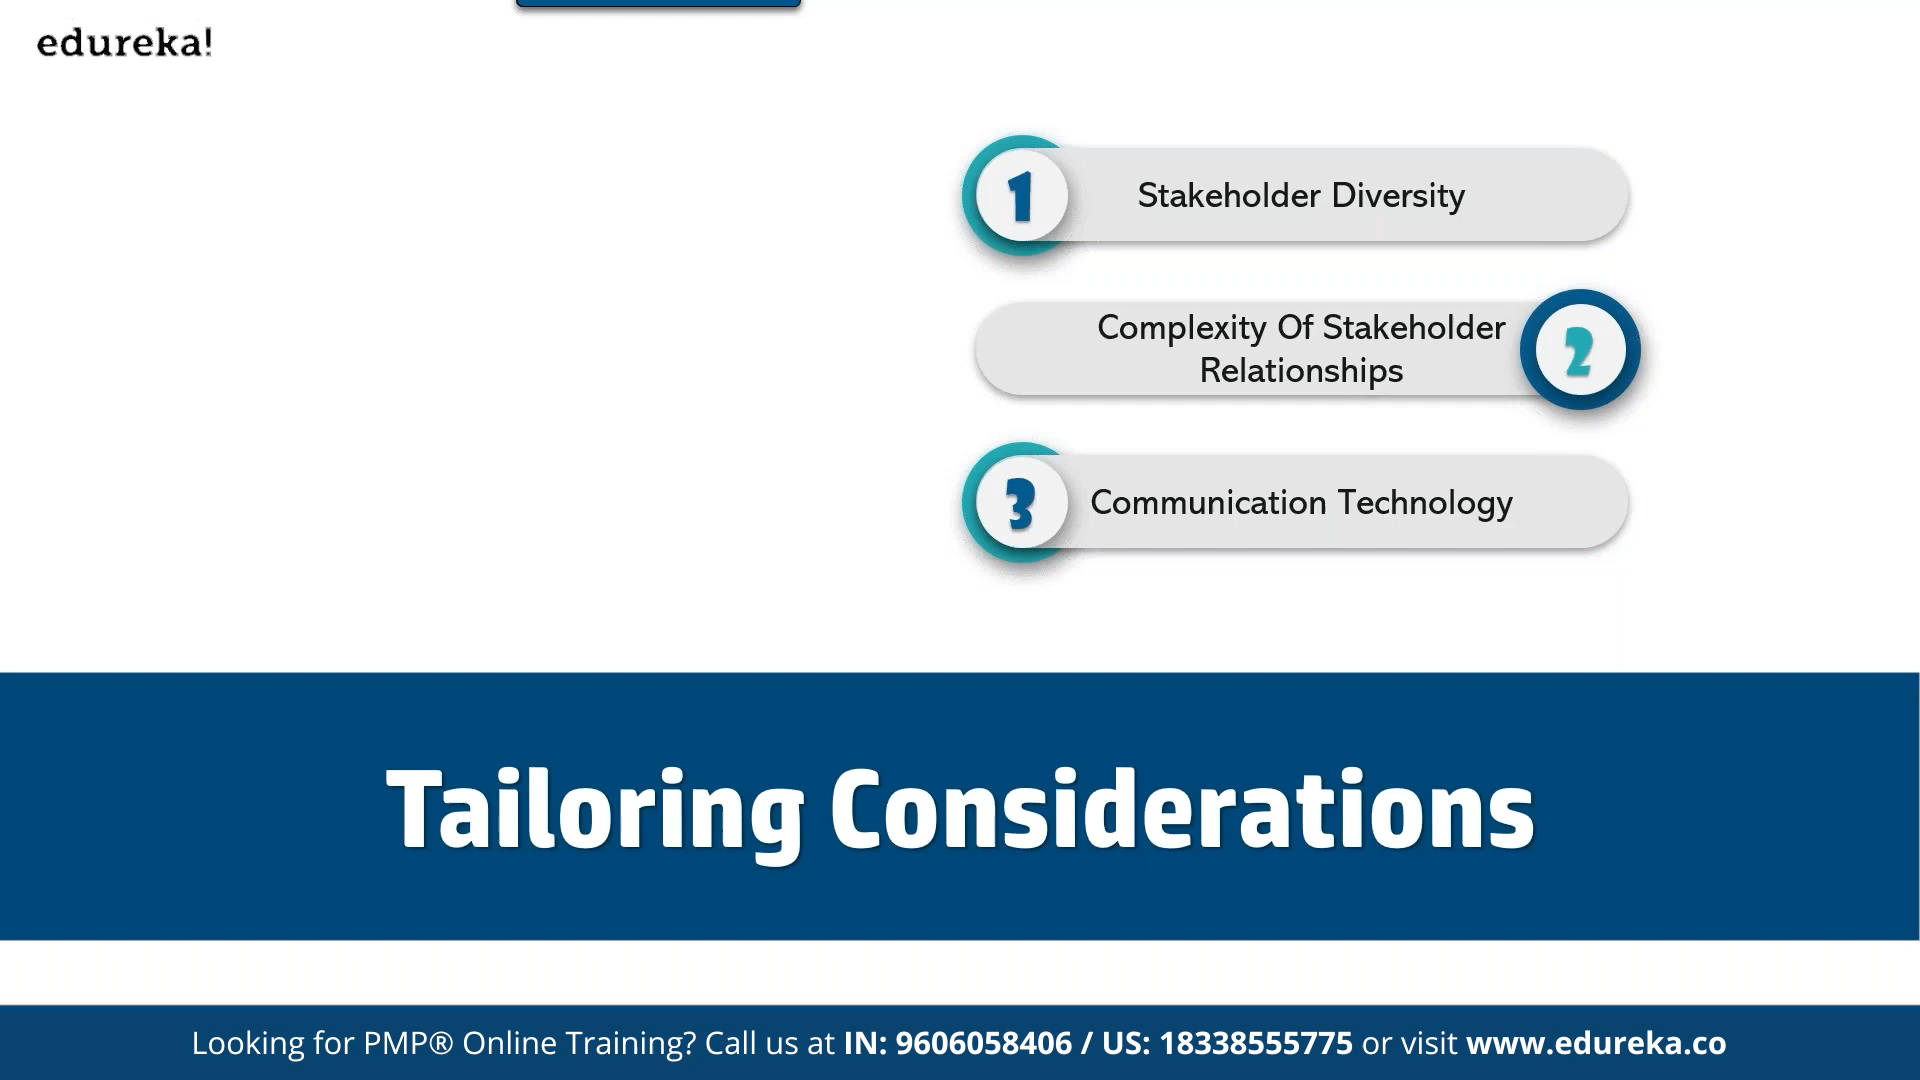 edureka!
1
Stakeholder Diversity
Complexity Of Stakeholder
Relationships
2
3
Communication Technology
Tailoring Considerations
Looking for PMP® Online Training? Call us at IN: 9606058406 / US: 18338555775 or visit www.edureka.co